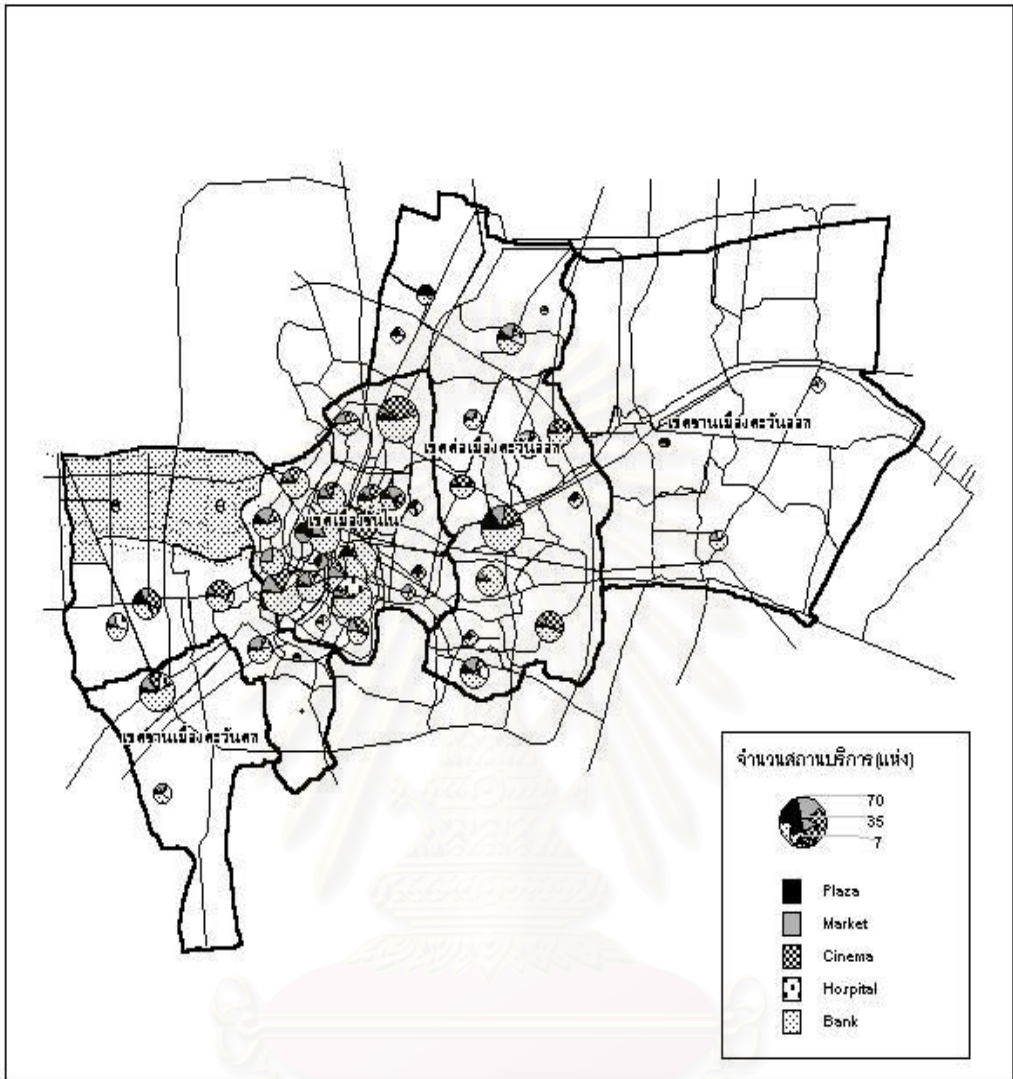 เขตชานเมืองตะวันออก
เขตต่อเมืองตะวันออก
เขตเมืองชั้นใน
เขตชานเมืองตะวันตก
จำนวนสถานบริการ(แห่ง)
70
35
7
Plaza
Market
Cinema
Hospital
Bank